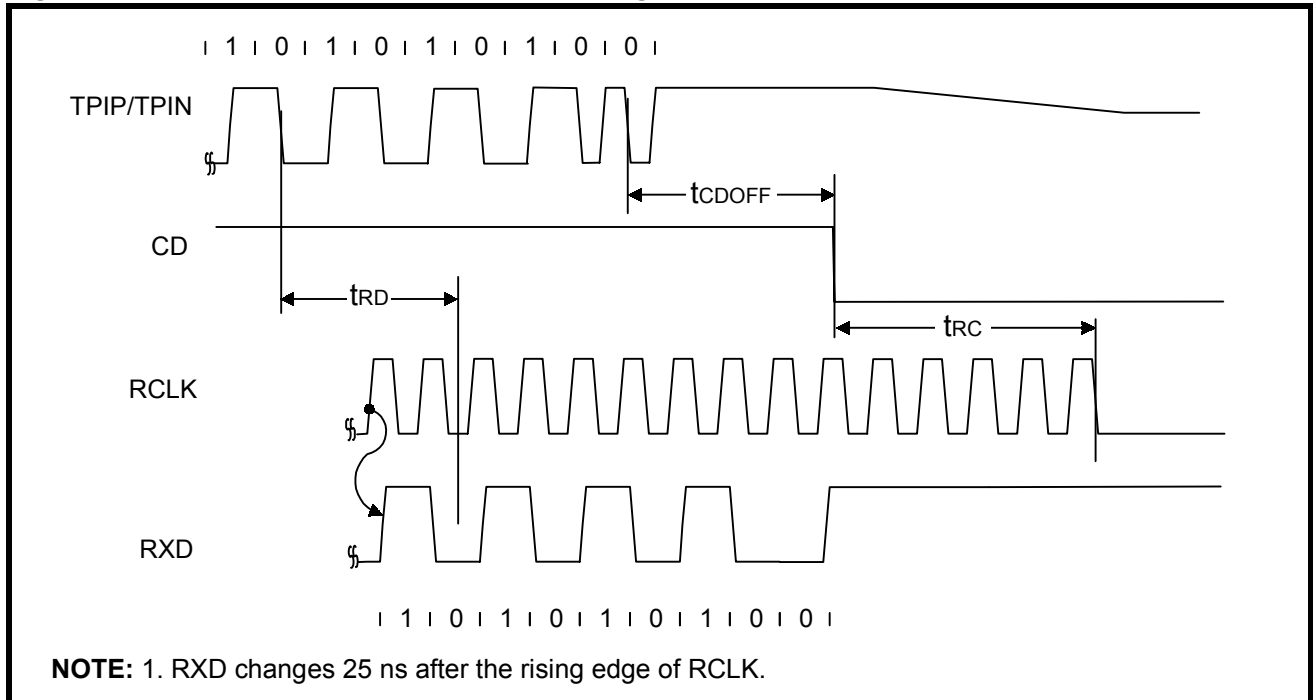 1 0 1 0 1 0 1 0 0
TPIP/TPIN
tCDOFF
CD
tRD
tRC
RCLK
RXD
1 0 1 0 1 0 1 0 0
NOTE: 1. RXD changes 25 ns after the rising edge of RCLK.